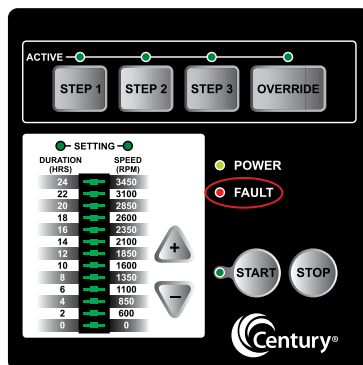 ACTIVE
STEP 1 STEP 2 STEP 3 OVERRIDE
SETTING
DURATION (HRS) SPEED (RPM)
24 3450
22 3100
20 2850
18 2600
16 2350
14 2100
12 1850
10 1600
8 1350
6 1100
4 850
2 600
0 0
+
−
POWER
FAULT
START STOP
Century®